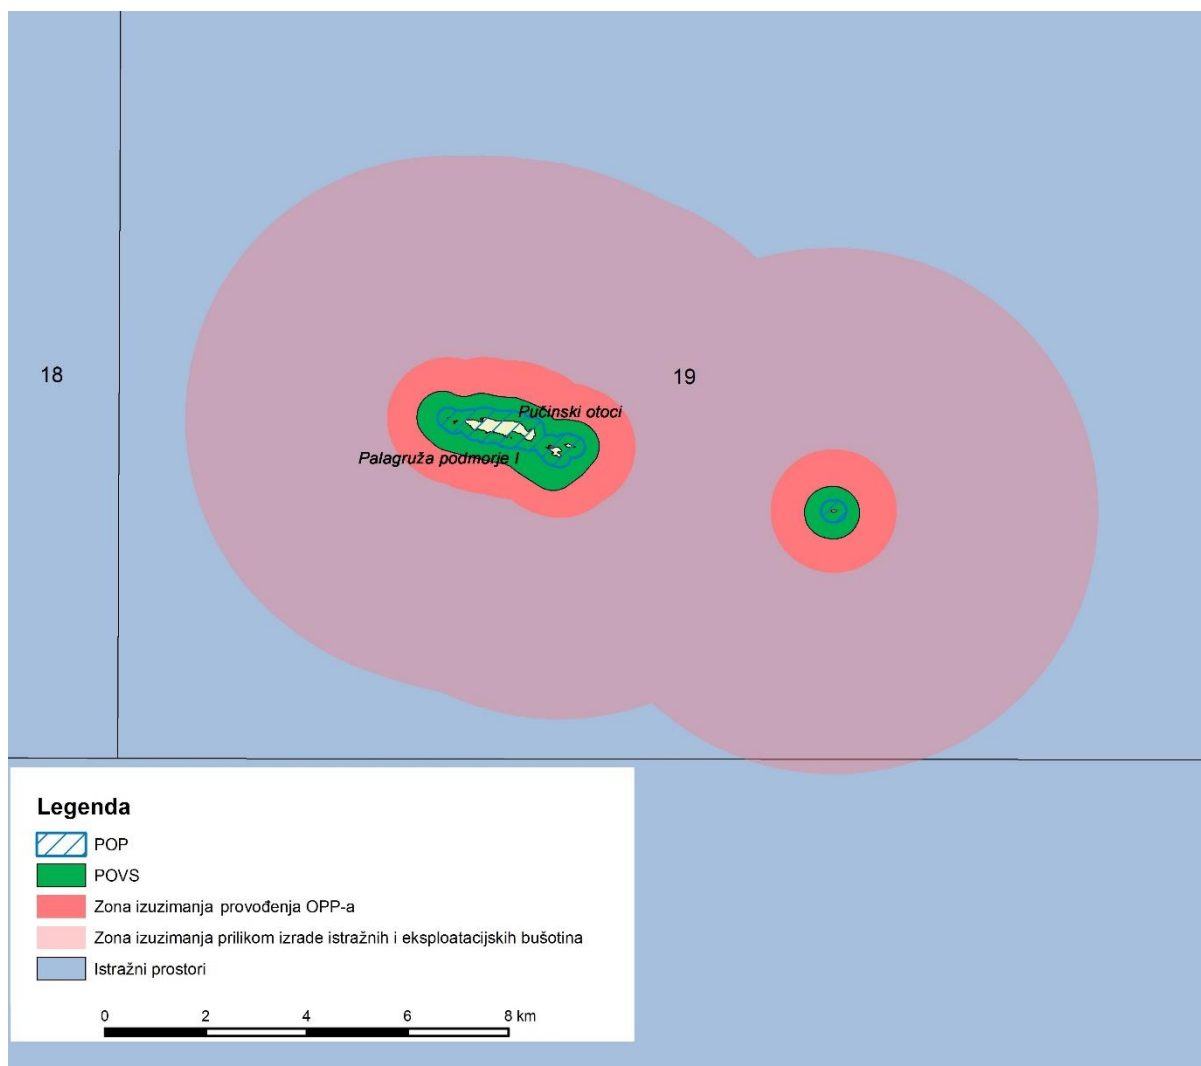 18
19
Pučinski otoci
Palagruža podmorje I
Legenda
POP
POVS
Zona izuzimanja provođenja OPP-a
Zona izuzimanja prilikom izrade istražnih i eksploatacijskih bušotina
Istražni prostori
0 2 4 6 8 km